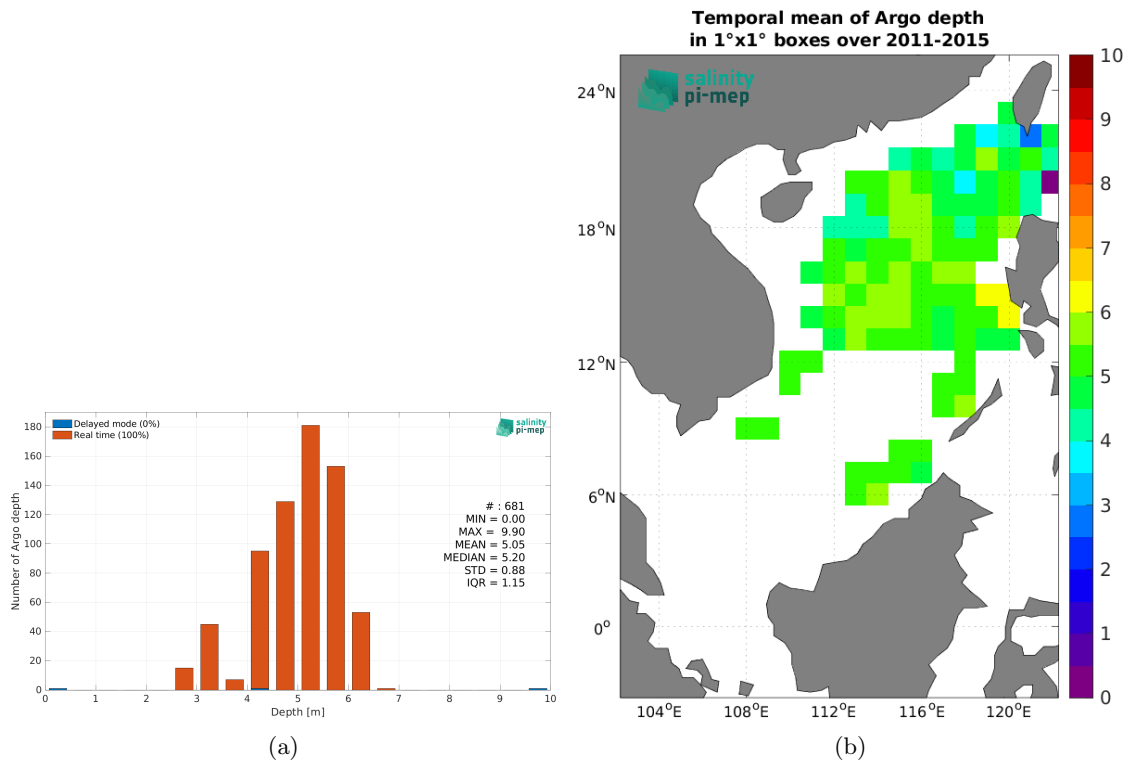 180
160
140
120
100
80
60
40
20
0
Number of Argo depth
Delayed mode (0%)
Real time (100%)
salinity
pi-mep
# : 681
MIN = 0.00
MAX = 9.90
MEAN = 5.05
MEDIAN = 5.20
STD = 0.88
IQR = 1.15
0 1 2 3 4 5 6 7 8 9 10
Depth [m]
(a)
Temporal mean of Argo depth
in 1°x1° boxes over 2011-2015
salinity
pi-mep
24°N
18°N
12°N
6°N
0°
104°E 108°E 112°E 116°E 120°E
10
9
8
7
6
5
4
3
2
1
0
(b)